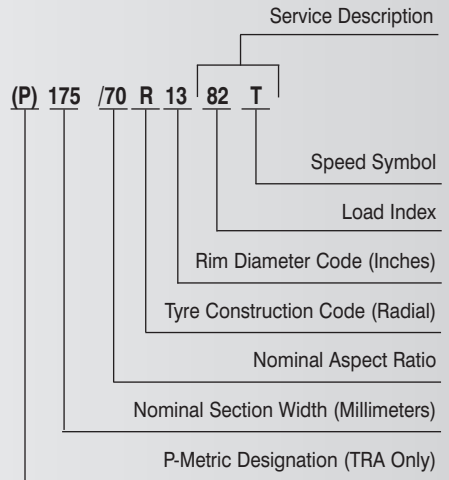 Service Description
(P) 175 /70 R 13 82 T
Speed Symbol
Load Index
Rim Diameter Code (Inches)
Tyre Construction Code (Radial)
Nominal Aspect Ratio
Nominal Section Width (Millimeters)
P-Metric Designation (TRA Only)